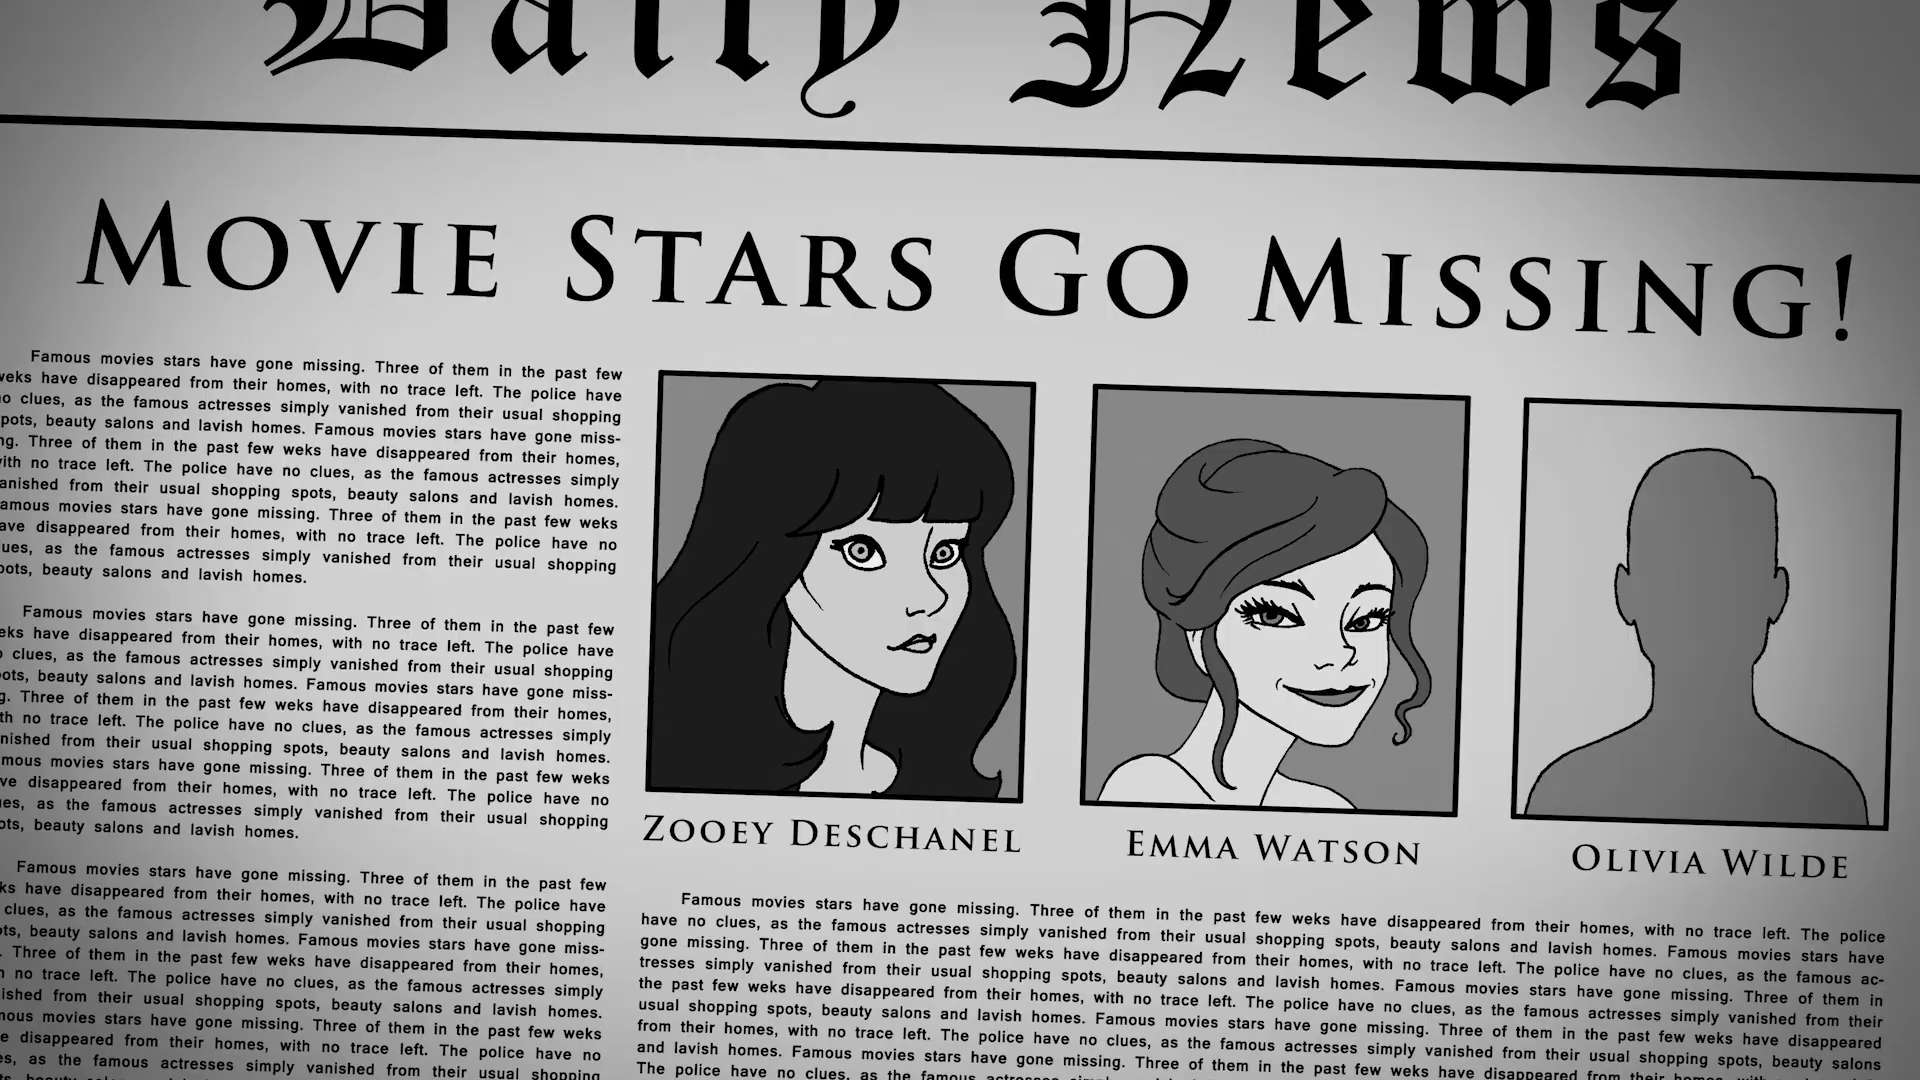 Daily News
MOVIE STARS GO MISSING!
Famous movies stars have gone missing. Three of them in the past few
weks have disappeared from their homes, with no trace left. The police have
no clues, as the famous actresses simply vanished from their usual shopping
spots, beauty salons and lavish homes. Famous movies stars have gone miss-
ng. Three of them in the past few weks have disappeared from their homes,
with no trace left. The police have no clues, as the famous actresses simply
anished from their usual shopping spots, beauty salons and lavish homes.
amous movies stars have gone missing. Three of them in the past few weks
ave disappeared from their homes, with no trace left. The police have no
ues, as the famous actresses simply vanished from their usual shopping
pots, beauty salons and lavish homes.
Famous movies stars have gone missing. Three of them in the past few
eks have disappeared from their homes, with no trace left. The police have
o clues, as the famous actresses simply vanished from their usual shopping
ots, beauty salons and lavish homes. Famous movies stars have gone miss-
g. Three of them in the past few weks have disappeared from their homes,
th no trace left. The police have no clues, as the famous actresses simply
nished from their usual shopping spots, beauty salons and lavish homes.
mous movies stars have gone missing. Three of them in the past few weks
ve disappeared from their homes, with no trace left. The police have no
es, as the famous actresses simply vanished from their usual shopping
ots, beauty salons and lavish homes.
Famous movies stars have gone missing. Three of them in the past few
ks have disappeared from their homes, with no trace left. The police have
clues, as the famous actresses simply vanished from their usual shopping
ts, beauty salons and lavish homes. Famous movies stars have gone miss-
. Three of them in the past few weks have disappeared from their homes,
h no trace left. The police have no clues, as the famous actresses simply
ished from their usual shopping spots, beauty salons and lavish homes.
mous movies stars have gone missing. Three of them in the past few weks
e disappeared from their homes, with no trace left. The police have no
s, as the famous actresses simply vanished from their usual shopping
ZOOEY DESCHANEL
EMMA WATSON
OLIVIA WILDE
Famous movies stars have gone missing. Three of them in the past few weks have disappeared from their homes, with no trace left. The police
have no clues, as the famous actresses simply vanished from their usual shopping spots, beauty salons and lavish homes. Famous movies stars have
gone missing. Three of them in the past few weks have disappeared from their homes, with no trace left. The police have no clues, as the famous ac-
tresses simply vanished from their usual shopping spots, beauty salons and lavish homes. Famous movies stars have gone missing. Three of them in
the past few weks have disappeared from their homes, with no trace left. The police have no clues, as the famous actresses simply vanished from their
usual shopping spots, beauty salons and lavish homes. Famous movies stars have gone missing. Three of them in the past few weks have disappeared
from their homes, with no trace left. The police have no clues, as the famous actresses simply vanished from their usual shopping spots, beauty salons
and lavish homes. Famous movies stars have gone missing. Three of them in the past few weks have disappeared from their homes, with no trace left.
The police have no clues, as the famous actresses